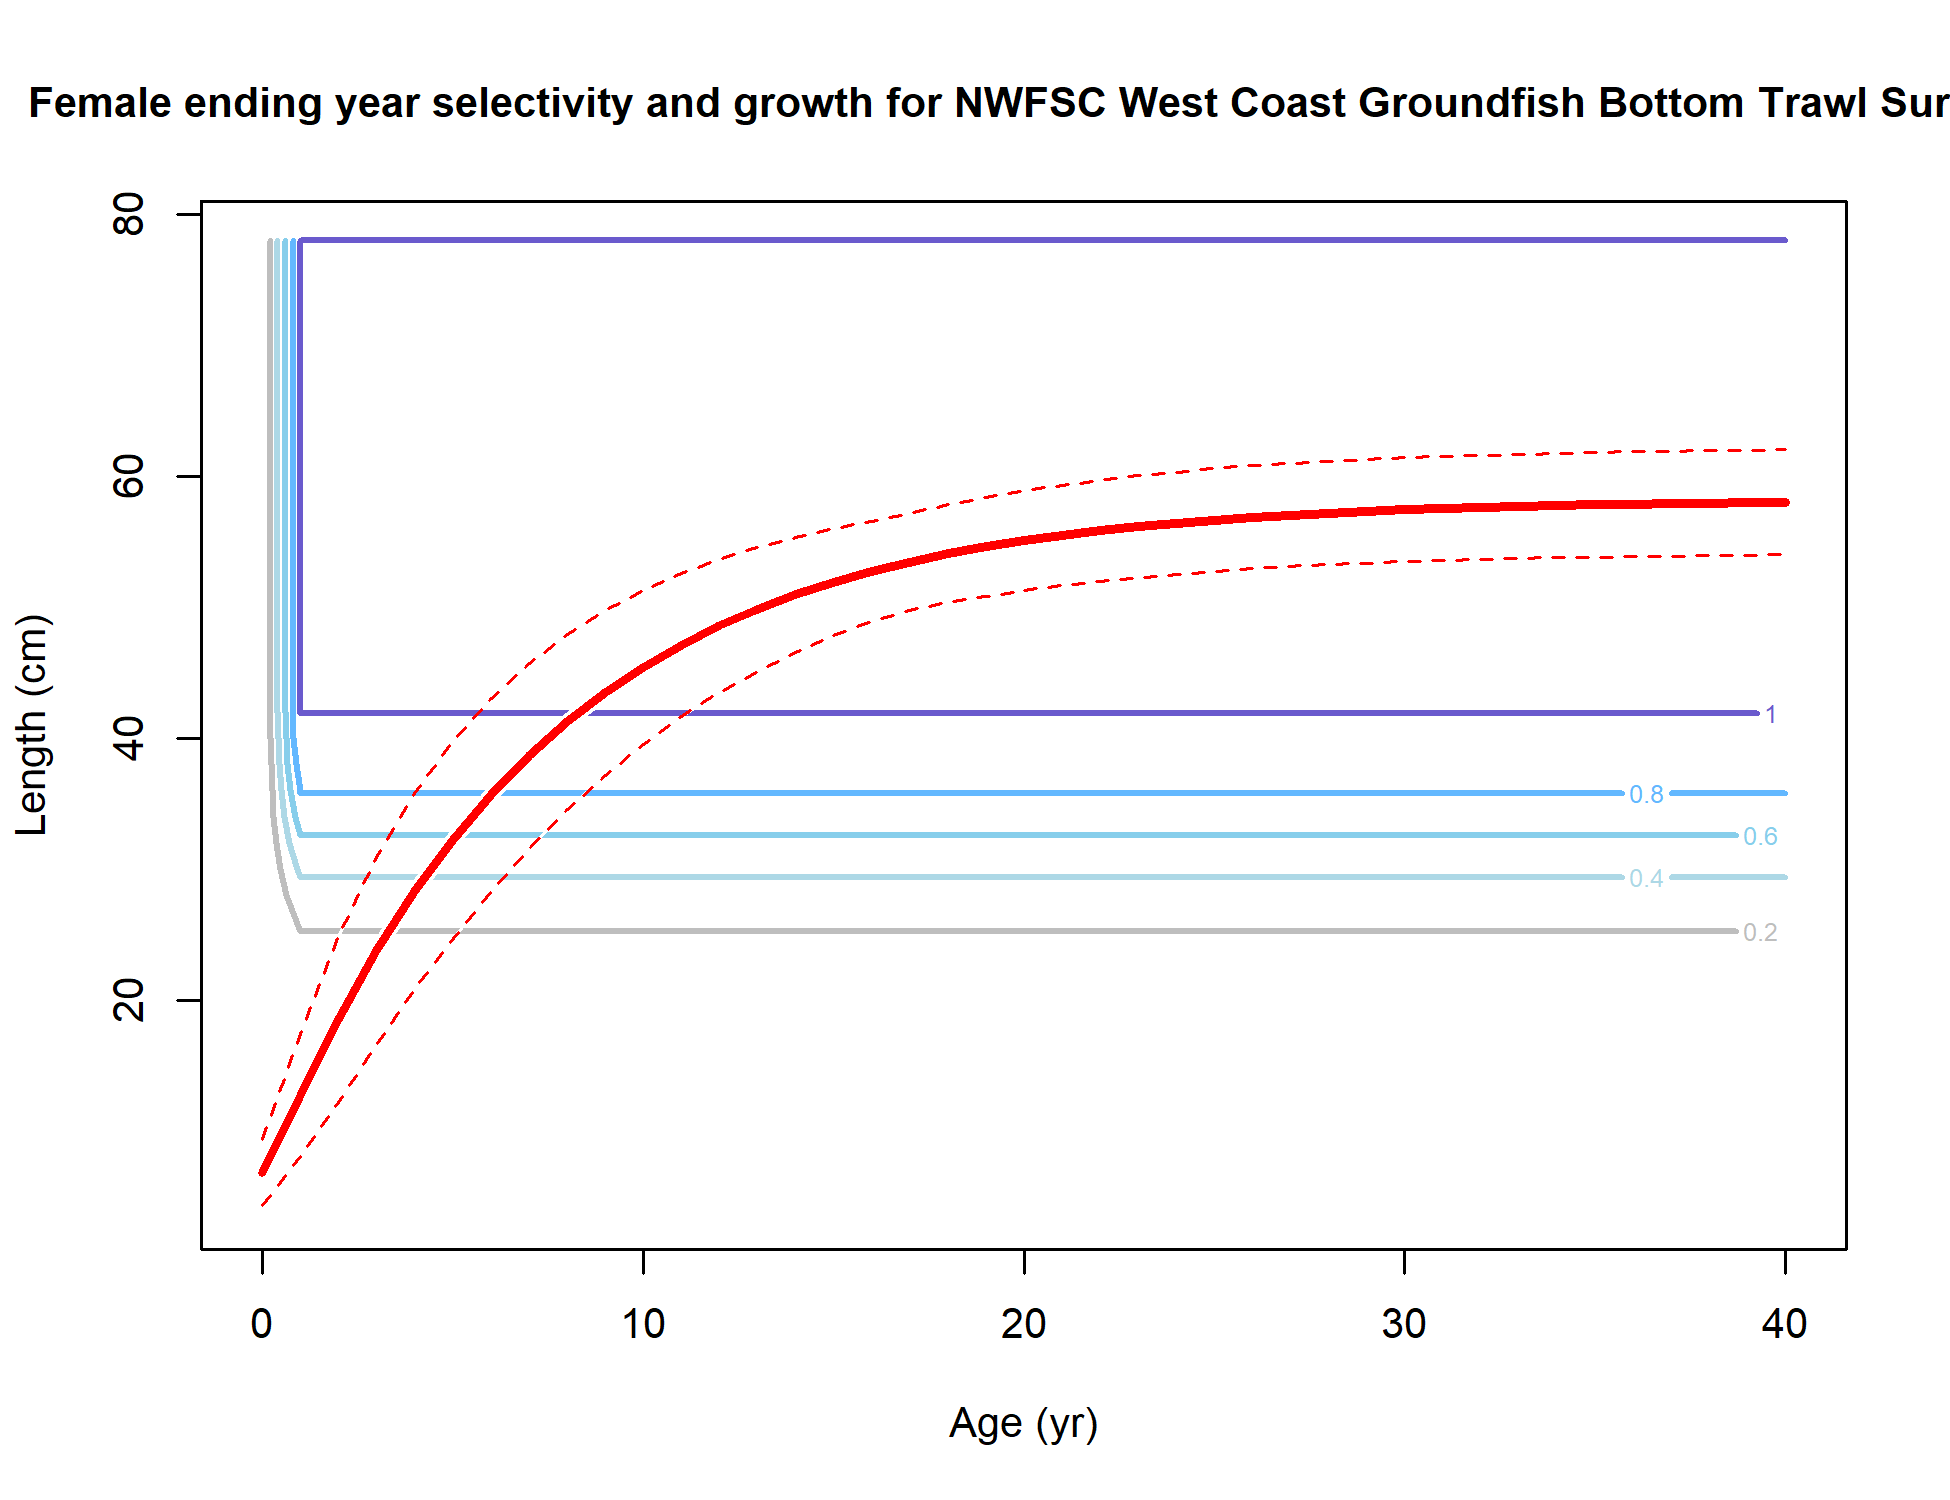 Female ending year selectivity and growth for NWFSC West Coast Groundfish Bottom Trawl Sur
80
60
40
20
Length (cm)
1
0.8
0.6
0.4
0.2
0 10 20 30 40
Age (yr)